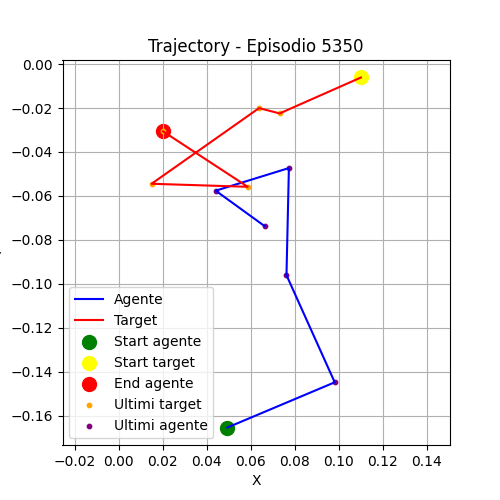 Trajectory - Episodio 5350
0.00
−0.02
−0.04
−0.06
−0.08
−0.10
−0.12
−0.14
−0.16
Agente
Target
Start agente
Start target
End agente
Ultimi target
Ultimi agente
−0.02 0.00 0.02 0.04 0.06 0.08 0.10 0.12 0.14
X